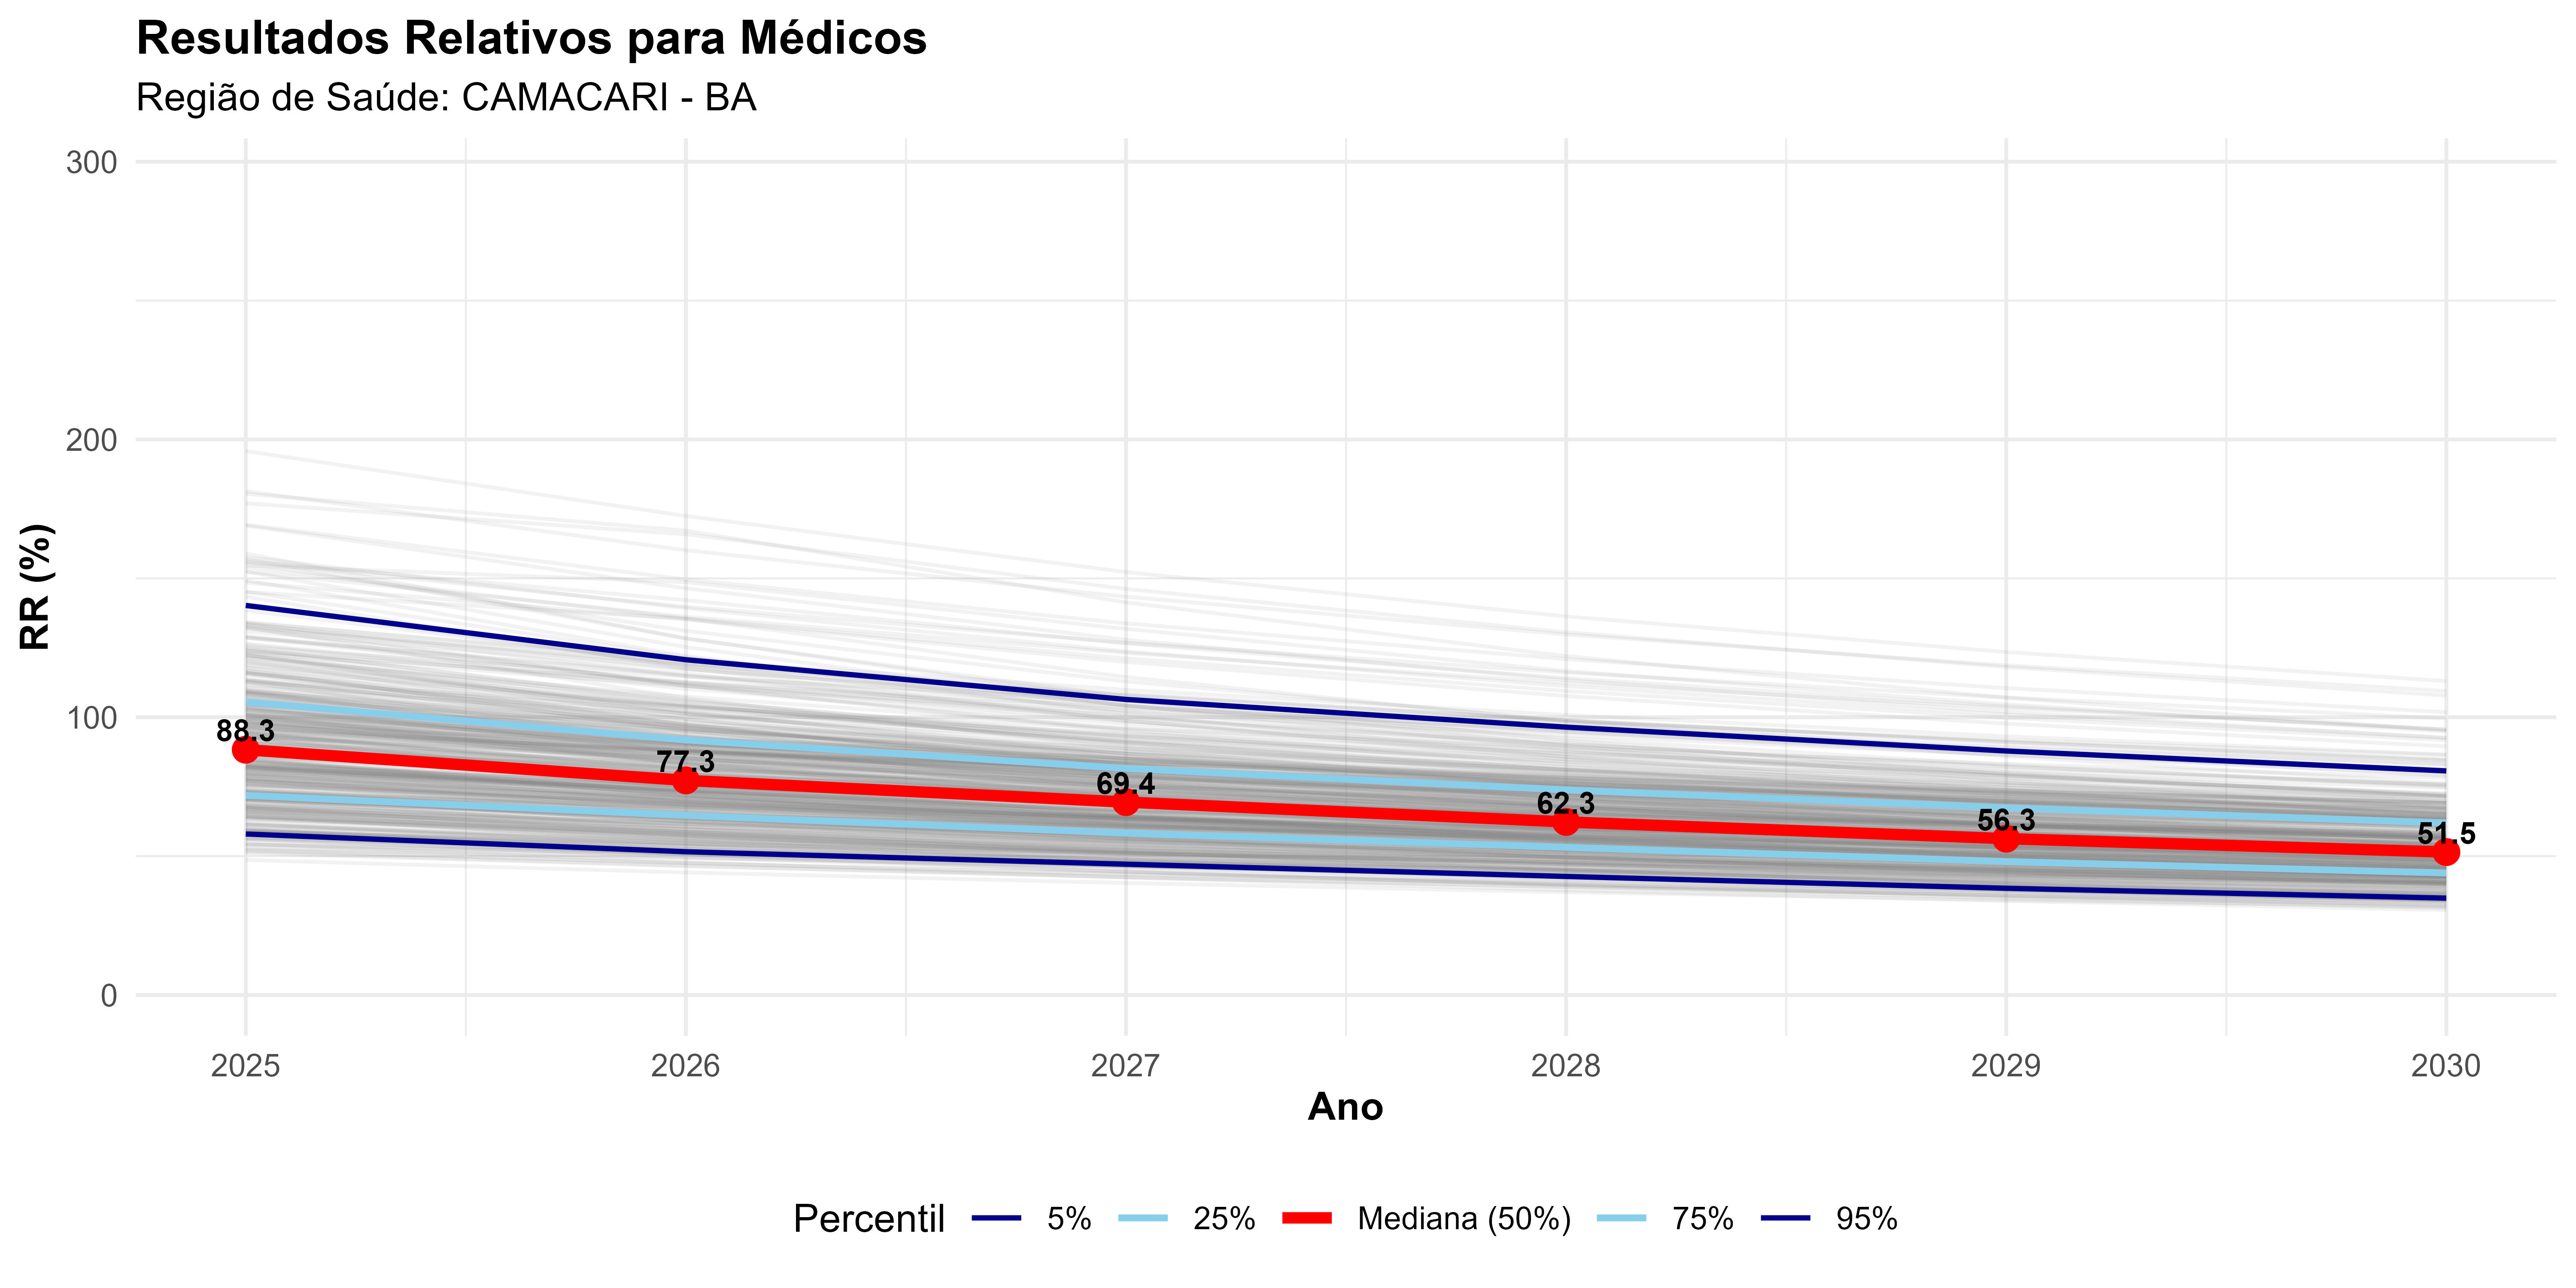 Resultados Relativos para Médicos
Região de Saúde: CAMACARI - BA
RR (%)
300
200
100
0
88.3
77.3
69.4
62.3
56.3
51.5
2025 2026 2027 2028 2029 2030
Ano
Percentil 5% 25% Mediana (50%) 75% 95%